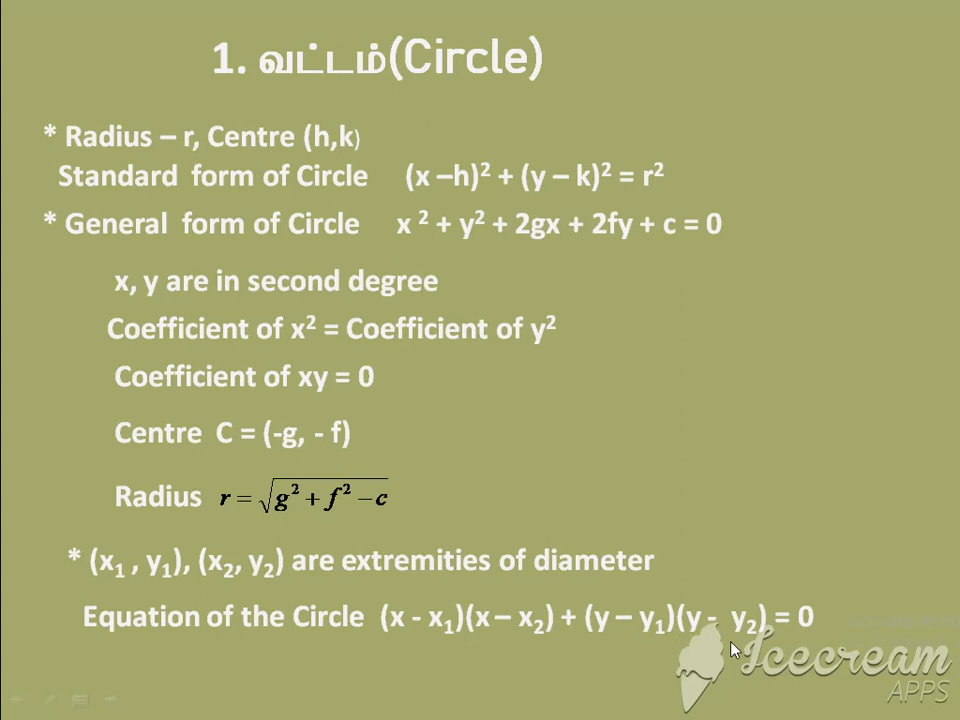 1. வட்டம்(Circle)
* Radius – r, Centre (h,k)
Standard form of Circle (x –h)² + (y – k)² = r²
* General form of Circle x ² + y² + 2gx + 2fy + c = 0
x, y are in second degree
Coefficient of x² = Coefficient of y²
Coefficient of xy = 0
Centre C = (-g, - f)
Radius r = √(g² + f² − c)
* (x₁ , y₁), (x₂, y₂) are extremities of diameter
Equation of the Circle (x - x₁)(x – x₂) + (y – y₁)(y - y₂) = 0
Icecream
APPS